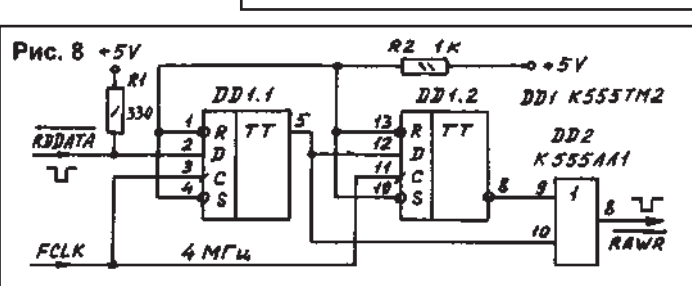 Рис. 8 +5V
R1
330
R2 1К
+5V
DD1.1
DD1.2
DD1 К555ТМ2
DD2
К555ЛЛ1
RDDATA
1 R TT 5
2 D
3 C
4 S
13 R TT
12 D
11 C
10 S
8
9 1
10
8
RAWR
FCLK
4 МГц